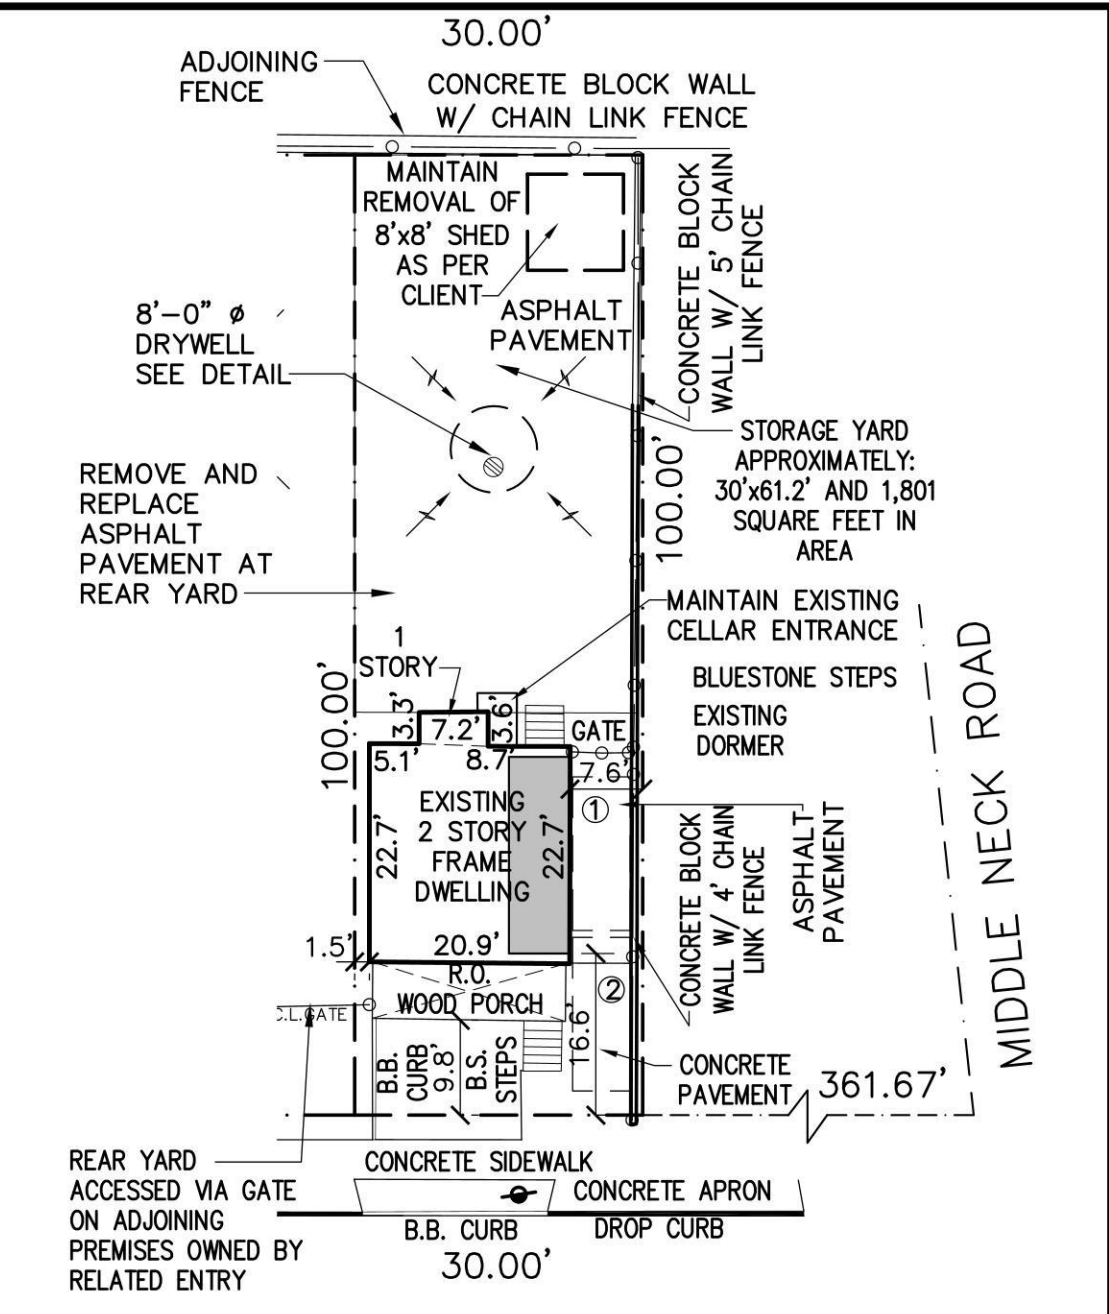 30.00'
ADJOINING
FENCE
CONCRETE BLOCK WALL
W/ CHAIN LINK FENCE
MAINTAIN
REMOVAL OF
8'x8' SHED
AS PER
CLIENT
CONCRETE BLOCK
WALL W/ 5' CHAIN
LINK FENCE
8'-0" ø
DRYWELL
SEE DETAIL
ASPHALT
PAVEMENT
STORAGE YARD
APPROXIMATELY:
30'x61.2' AND 1,801
SQUARE FEET IN
AREA
100.00'
REMOVE AND
REPLACE
ASPHALT
PAVEMENT AT
REAR YARD
MAINTAIN EXISTING
CELLAR ENTRANCE
1
STORY
BLUESTONE STEPS
EXISTING
DORMER
100.00'
3.3'
7.2'
3.6'
GATE
5.1'
8.7'
7.6'
EXISTING
2 STORY
FRAME
DWELLING
22.7'
22.7'
1
CONCRETE BLOCK
WALL W/ 4' CHAIN
LINK FENCE
ASPHALT
PAVEMENT
MIDDLE NECK ROAD
1.5'
20.9'
R.O.
WOOD PORCH
2
C.L.GATE
B.B.
CURB
9.8'
B.S.
STEPS
16.6'
CONCRETE
PAVEMENT
361.67'
REAR YARD
ACCESSED VIA GATE
ON ADJOINING
PREMISES OWNED BY
RELATED ENTRY
CONCRETE SIDEWALK
CONCRETE APRON
B.B. CURB
DROP CURB
30.00'